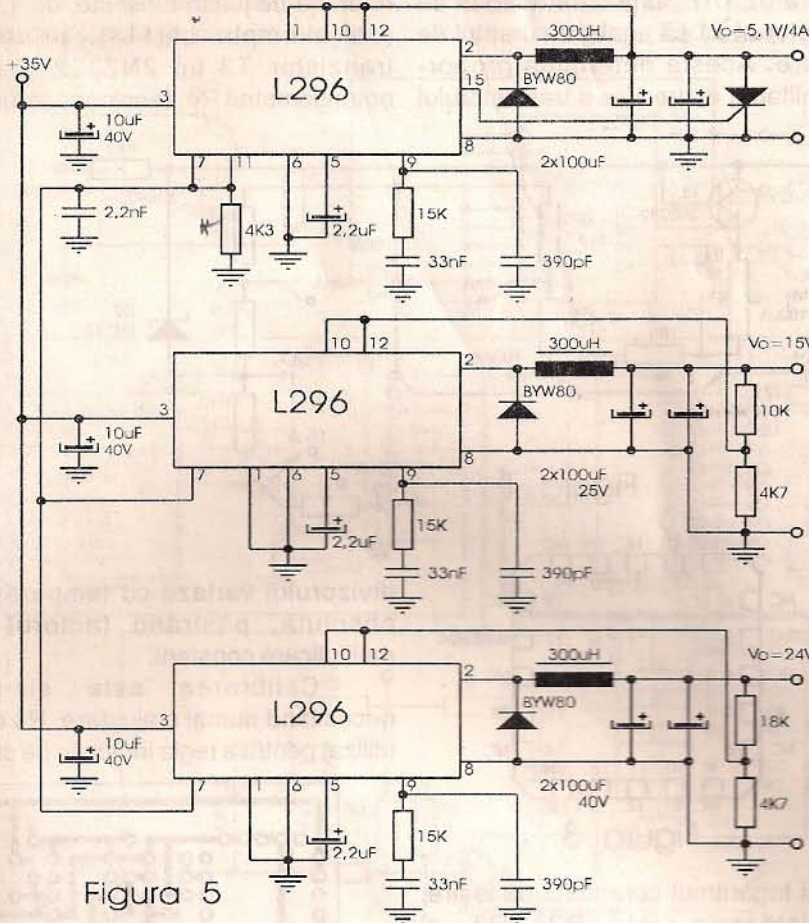 +35V
10uF
40V
2,2nF
3
1 10 12
L296
2
15
8
7 11 6 5 9
4K3
2,2uF
15K
33nF
390pF
300uH
BYW80
2x100uF
Vo=5,1V/4A
10uF
40V
3
10 12
L296
2
8
7 1 6 5 9
2,2uF
15K
33nF
390pF
300uH
BYW80
2x100uF
25V
Vo=15V
10K
4K7
10uF
40V
3
10 12
L296
2
8
7 1 6 5 9
2,2uF
15K
33nF
390pF
300uH
BYW80
2x100uF
40V
Vo=24V
18K
4K7
Figura 5